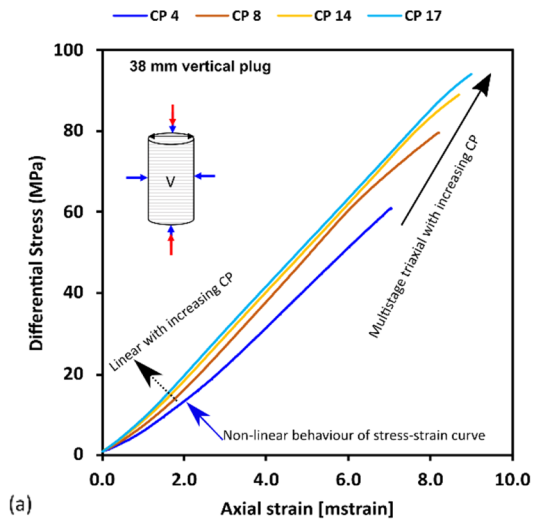 CP 4 CP 8 CP 14 CP 17
38 mm vertical plug
V
Differential Stress (MPa)
100
80
60
40
20
0
Linear with increasing CP
Multistage triaxial with increasing CP
Non-linear behaviour of stress-strain curve
0.0 2.0 4.0 6.0 8.0 10.0
Axial strain [mstrain]
(a)